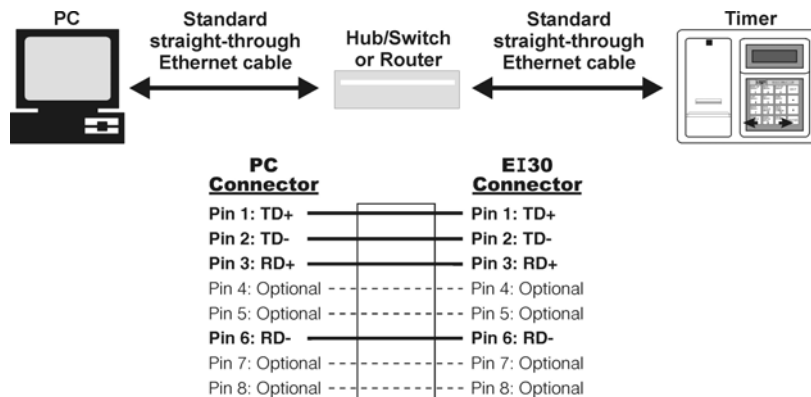 PC
Standard
straight-through
Ethernet cable
Hub/Switch
or Router
Standard
straight-through
Ethernet cable
Timer
PC
Connector
EI30
Connector
Pin 1: TD+ Pin 1: TD+
Pin 2: TD- Pin 2: TD-
Pin 3: RD+ Pin 3: RD+
Pin 4: Optional Pin 4: Optional
Pin 5: Optional Pin 5: Optional
Pin 6: RD- Pin 6: RD-
Pin 7: Optional Pin 7: Optional
Pin 8: Optional Pin 8: Optional